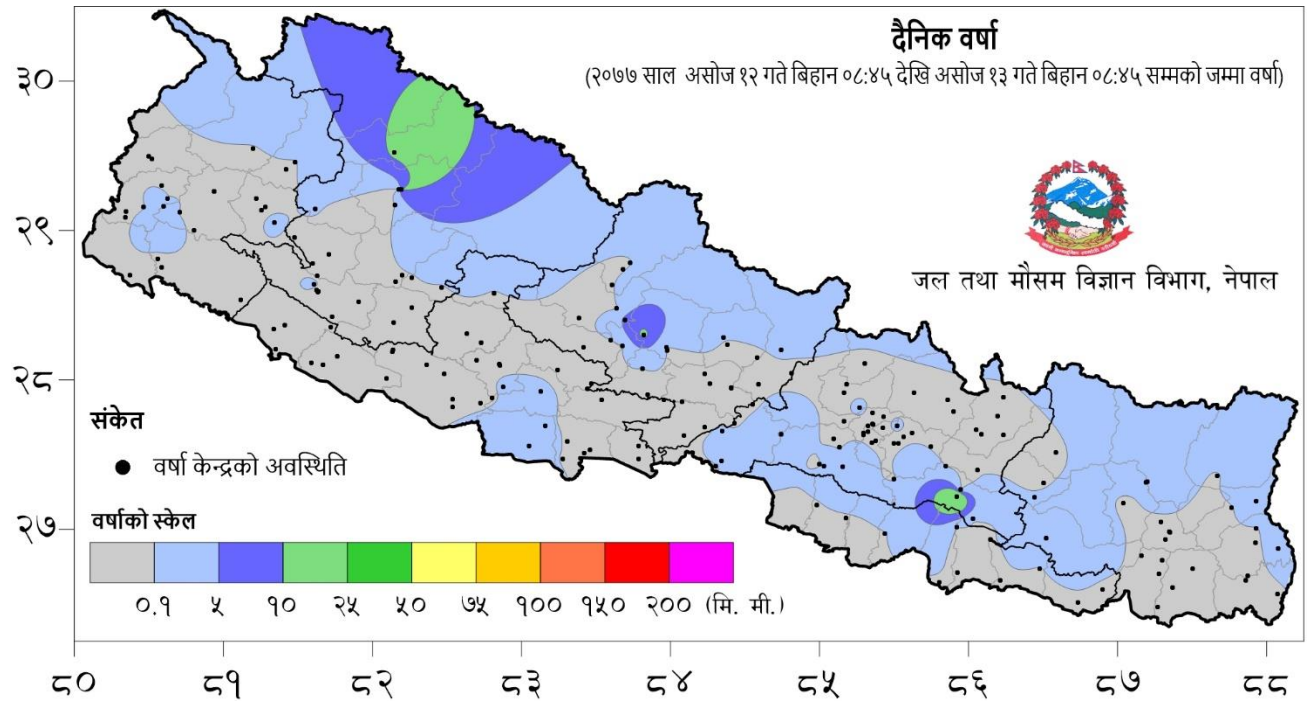 दैनिक वर्षा
(२०७७ साल असोज १२ गते बिहान ०८:४५ देखि असोज १३ गते बिहान ०८:४५ सम्मको जम्मा वर्षा)
३०
२९
२८
२७
जल तथा मौसम विज्ञान विभाग, नेपाल
संकेत
वर्षा केन्द्रको अवस्थिति
वर्षाको स्केल
०.१ ५ १० २५ ५० ७५ १०० १५० २०० (मि. मी.)
८० ८१ ८२ ८३ ८४ ८५ ८६ ८७ ८८